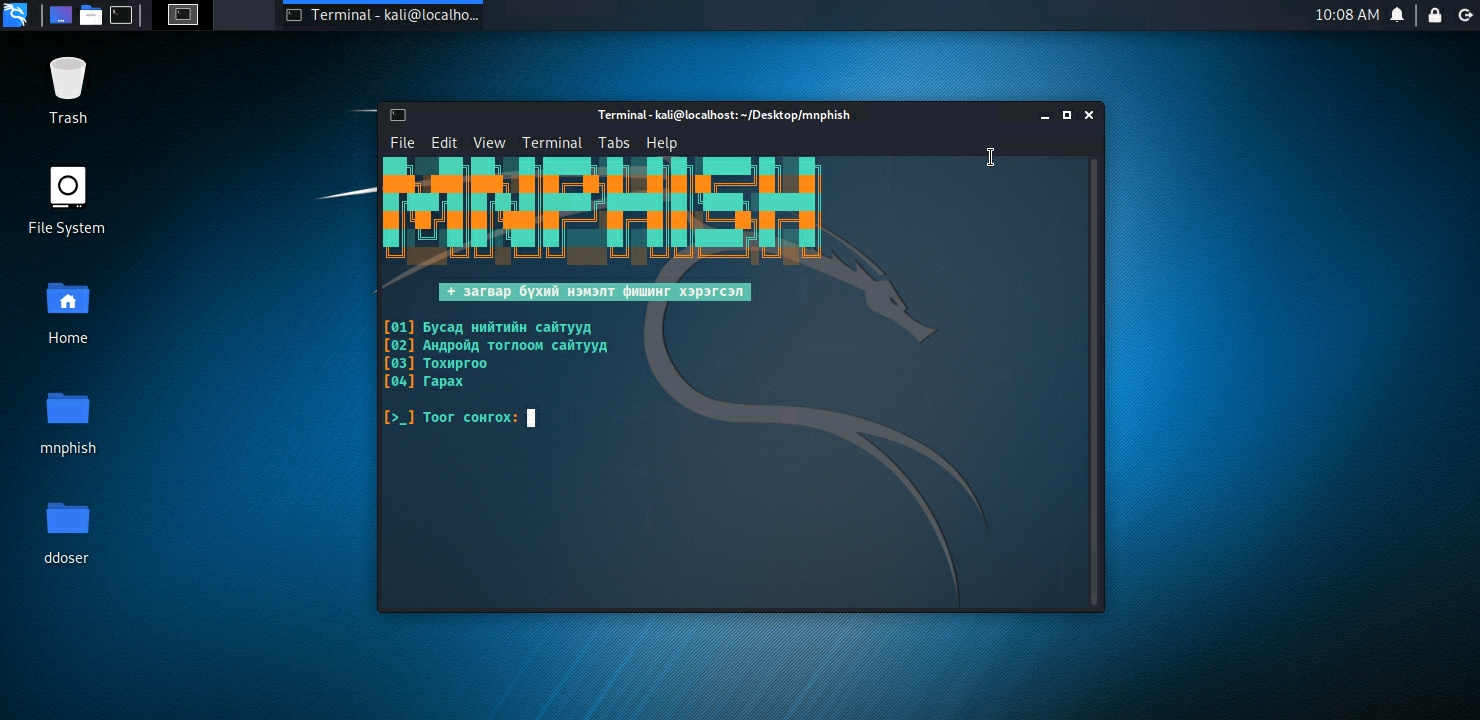 Terminal - kali@localho...
10:08 AM
Trash
File System
Home
mnphish
ddoser
Terminal - kali@localhost: ~/Desktop/mnphish
File Edit View Terminal Tabs Help
MNPHISH
+ загвар бүхий нэмэлт фишинг хэрэгсэл
[01] Бусад нийтийн сайтууд
[02] Андройд тоглоом сайтууд
[03] Тохиргоо
[04] Гарах
[>_] Тоог сонгох: